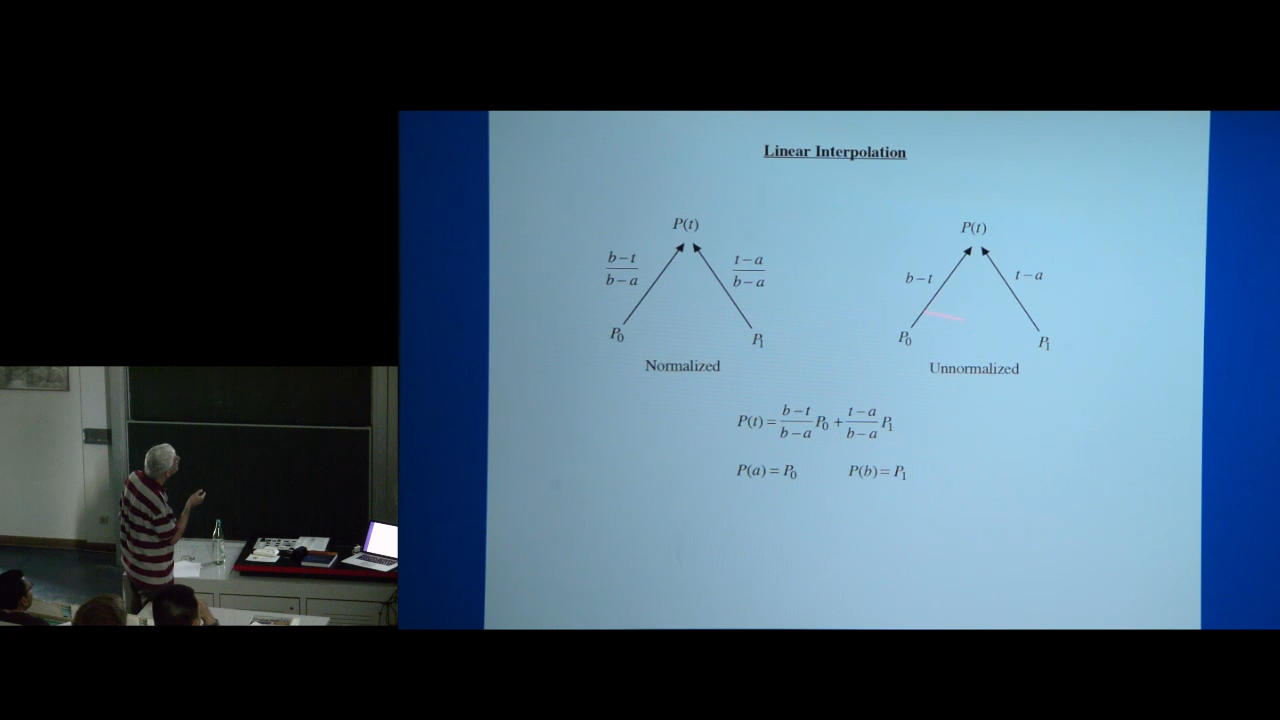 Linear Interpolation
P(t) P(t)
b−t/b−a t−a/b−a b−t t−a
P₀ P₁ P₀ P₁
Normalized Unnormalized
P(t) = b−t/b−a P₀ + t−a/b−a P₁
P(a) = P₀ P(b) = P₁